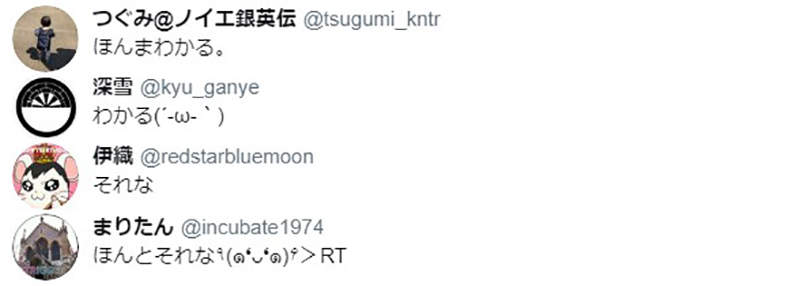 つぐみ@ノイエ銀英伝 @tsugumi_kntr
ほんまわかる。
深雪 @kyu_ganye
わかる(´-ω-｀)
伊織 @redstarbluemoon
それな
まりたん @incubate1974
ほんとそれな٩(๑❛ᴗ❛๑)۶＞RT